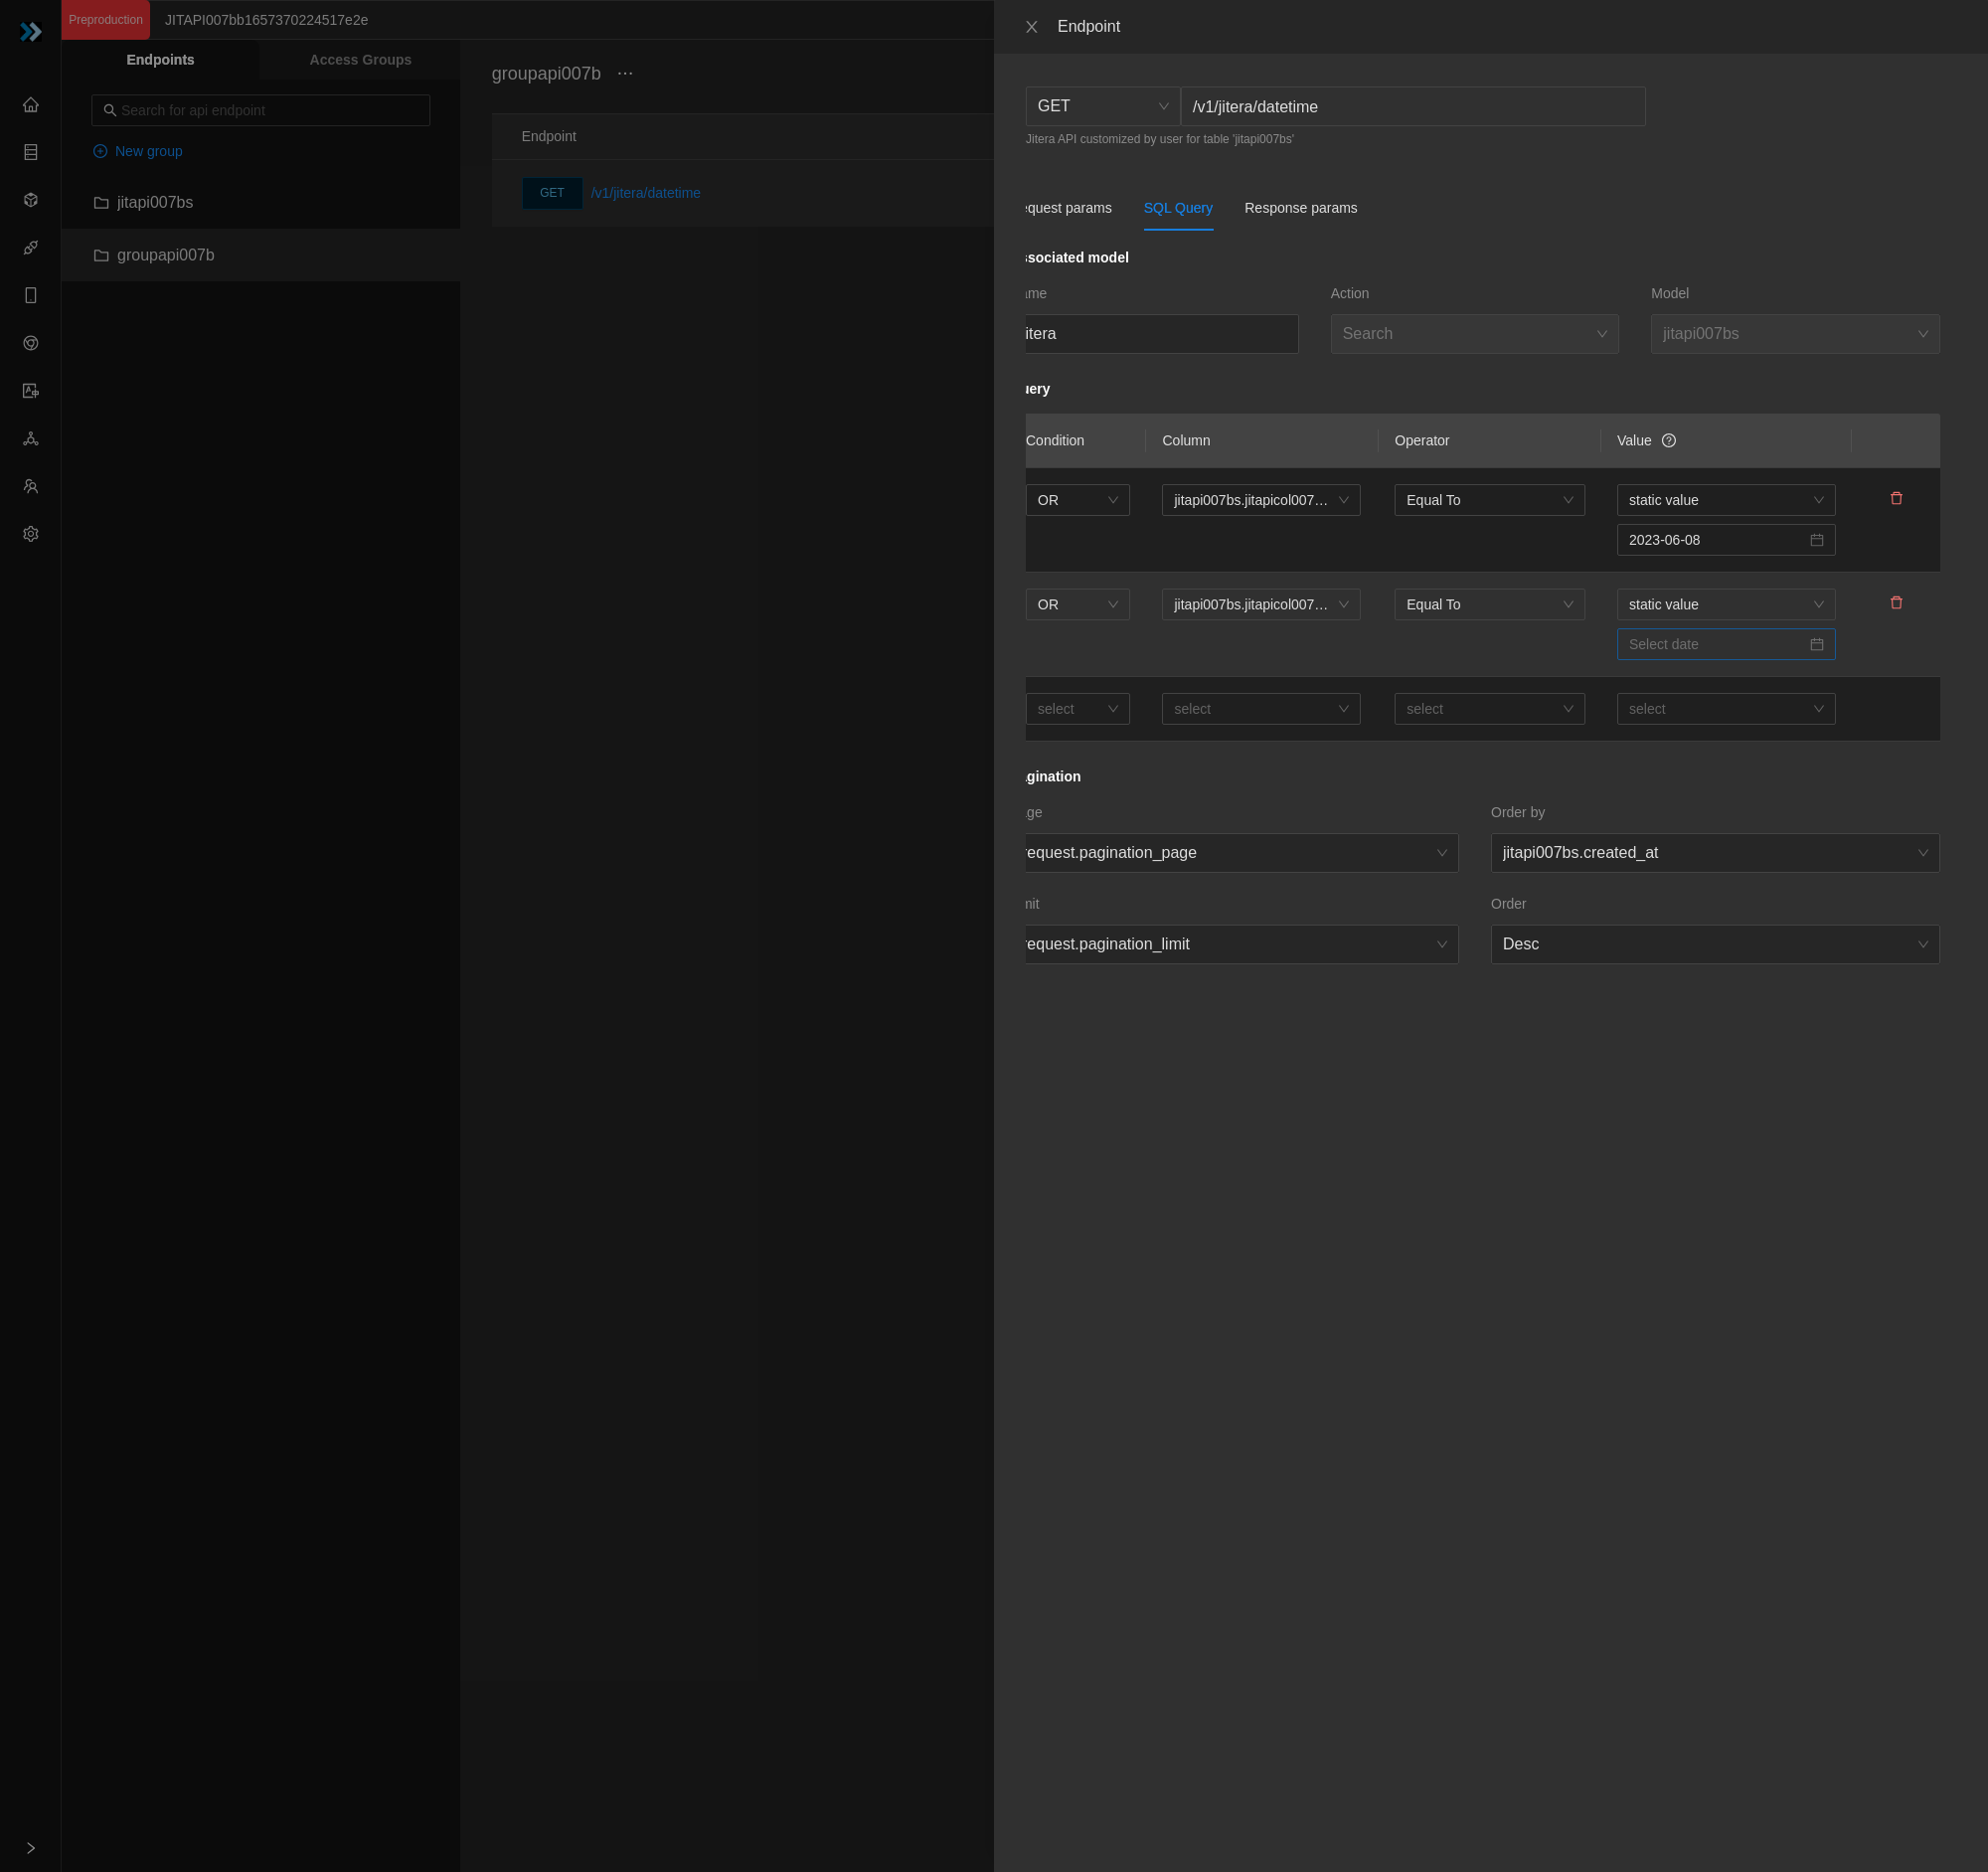 Preproduction JITAPI007bb1657370224517e2e
Endpoints Access Groups
Search for api endpoint
New group
jitapi007bs
groupapi007b
groupapi007b ...
Endpoint
GET /v1/jitera/datetime
Endpoint
GET /v1/jitera/datetime
Jitera API customized by user for table 'jitapi007bs'
equest params SQL Query Response params
ssociated model
ame Action Model
itera Search jitapi007bs
uery
Condition Column Operator Value
OR jitapi007bs.jitapicol007... Equal To static value
2023-06-08
OR jitapi007bs.jitapicol007... Equal To static value
Select date
select select select select
agination
age Order by
request.pagination_page jitapi007bs.created_at
mit Order
request.pagination_limit Desc